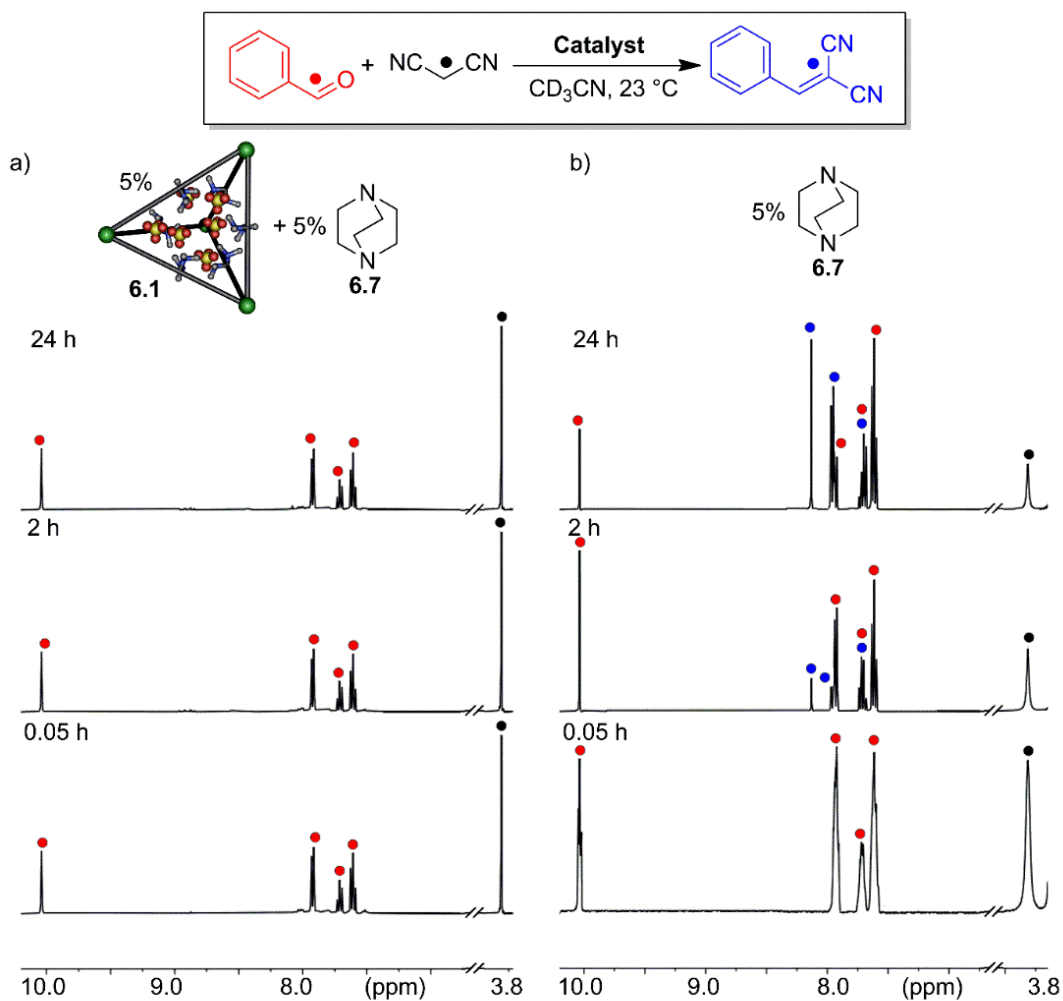 O + NC CN Catalyst CN
CD3CN, 23 °C CN
a) b)
5% + 5% N N 5% N N
6.1 6.7 6.7
24 h 24 h
2 h 2 h
0.05 h 0.05 h
10.0 9.0 8.0 (ppm) 3.8 10.0 9.0 8.0 (ppm) 3.8